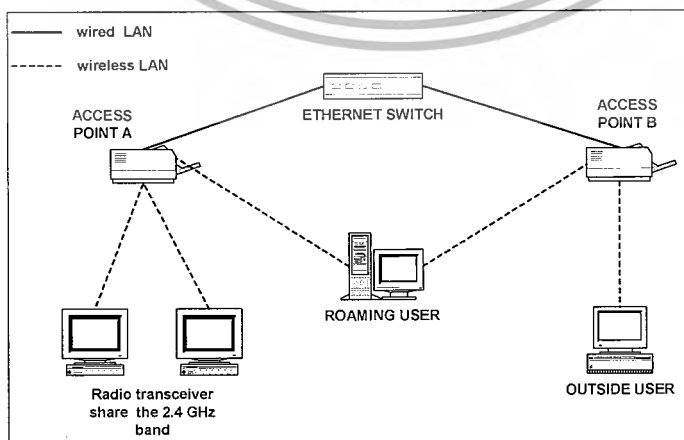 wired LAN
wireless LAN
ACCESS
POINT A
ETHERNET SWITCH
ACCESS
POINT B
ROAMING USER
Radio transceiver
share the 2.4 GHz
band
OUTSIDE USER